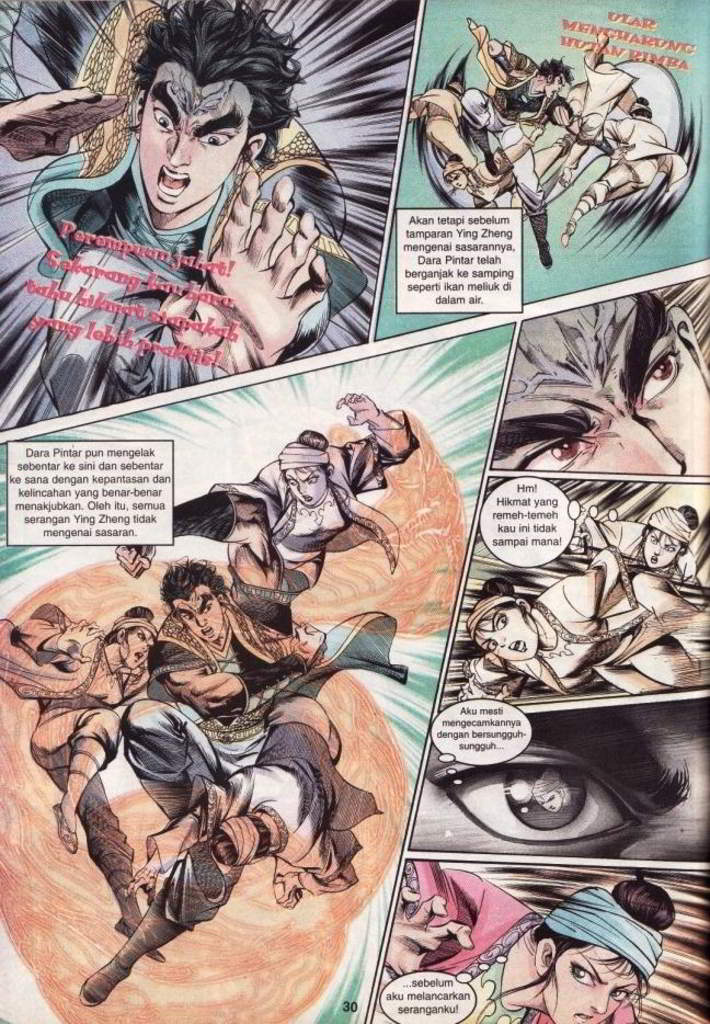 Perempuan jahat!
Sekarang kau baru
tahu hikmat manakah
yang lebih praktis!
ULAR
MENGHARUNG
HUTAN RIMBA
Akan tetapi sebelum
tamparan Ying Zheng
mengenai sasarannya,
Dara Pintar telah
berganjak ke samping
seperti ikan meliuk di
dalam air.
Dara Pintar pun mengelak
sebentar ke sini dan sebentar
ke sana dengan kepantasan dan
kelincahan yang benar-benar
menakjubkan. Oleh itu, semua
serangan Ying Zheng tidak
mengenai sasaran.
Hm!
Hikmat yang
remeh-temeh
kau ini tidak
sampai mana!
Aku mesti
mengecamkannya
dengan bersungguh-
sungguh...
...sebelum
aku melancarkan
seranganku!
30